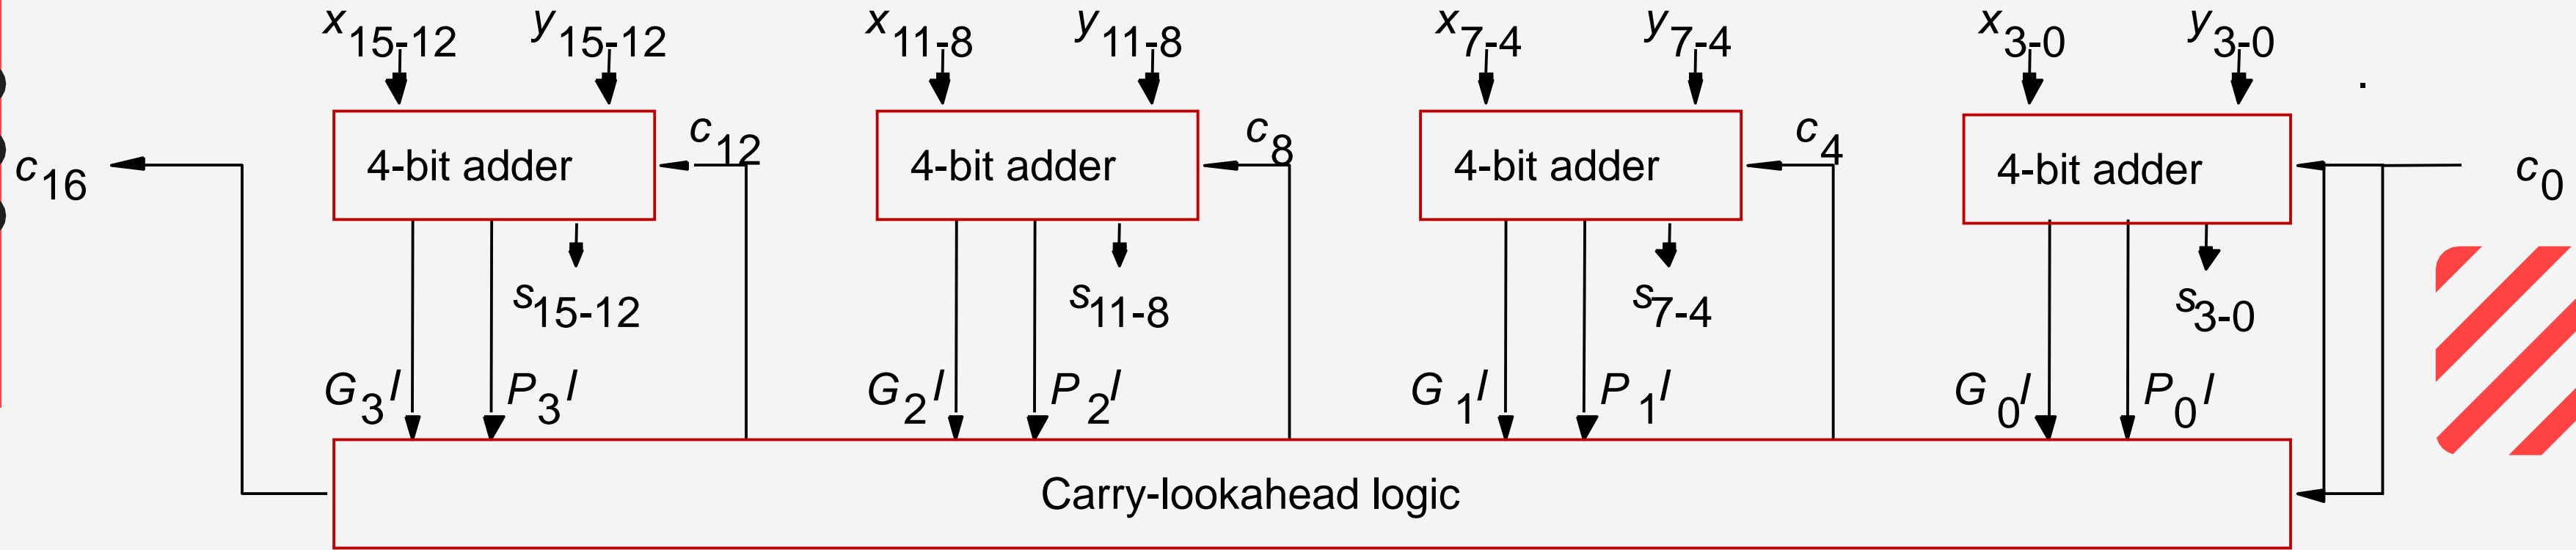 x15-12 y15-12 x11-8 y11-8 x7-4 y7-4 x3-0 y3-0 .
c12 c8 c4
c16 4-bit adder 4-bit adder 4-bit adder 4-bit adder c0
s15-12 s11-8 s7-4 s3-0
G3I P3I G2I P2I G1I P1I G0I P0I
Carry-lookahead logic